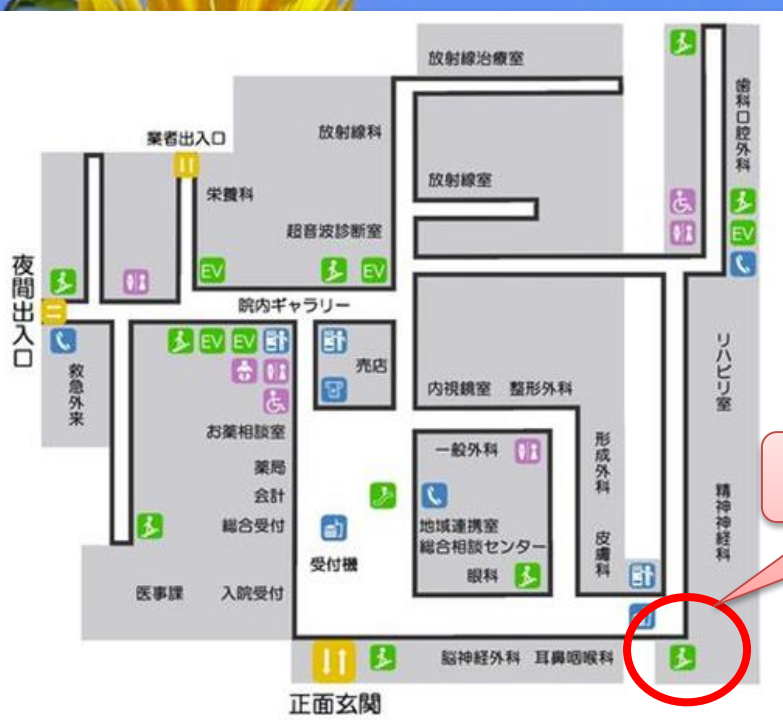 放射線治療室
歯科口腔外科
業者出入口
放射線科
栄養科
放射線室
超音波診断室
EV
EV
EV
夜間出入口
院内ギャラリー
EV EV
売店
救急外来
リハビリ室
内視鏡室 整形外科
お薬相談室
一般外科
形成外科
薬局
会計
総合受付
地域連携室
総合相談センター
精神神経科
皮膚科
受付機
眼科
医事課 入院受付
脳神経外科 耳鼻咽喉科
正面玄関